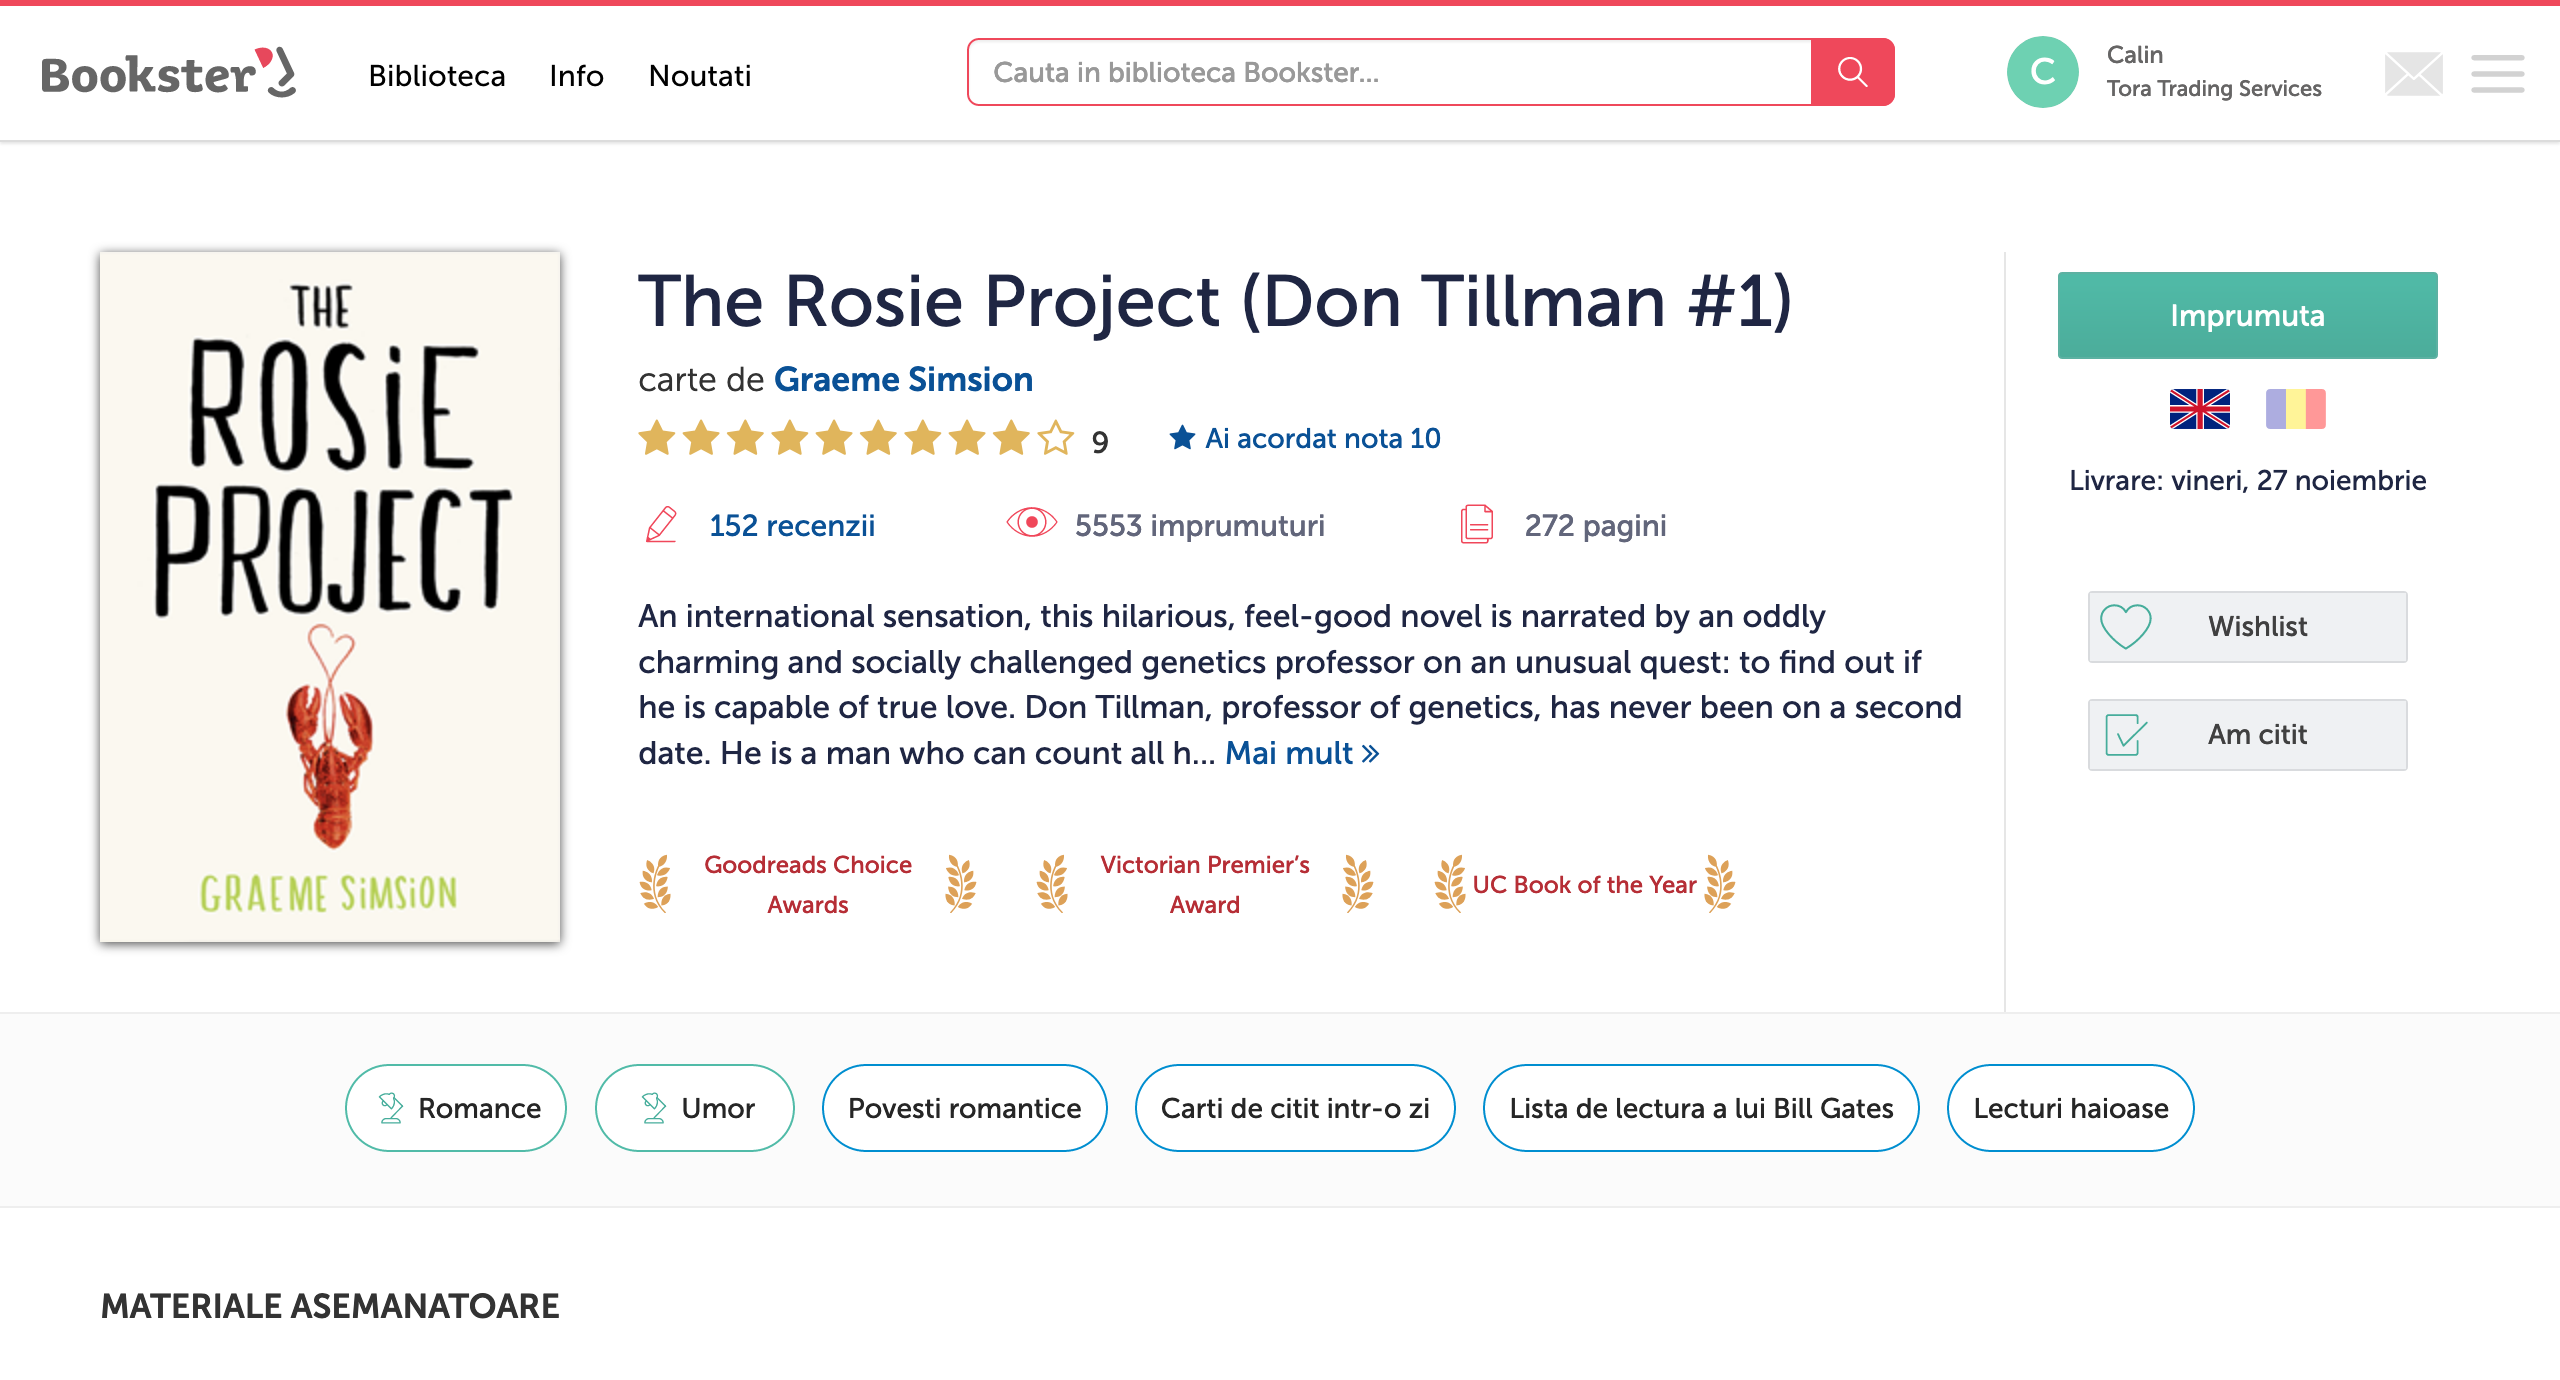 Bookster
Biblioteca
Info
Noutati
Cauta in biblioteca Bookster...
C
Calin
Tora Trading Services
THE
ROSiE
PROJECT
GRAEME SiMSiON
The Rosie Project (Don Tillman #1)
carte de Graeme Simsion
9
Ai acordat nota 10
152 recenzii
5553 imprumuturi
272 pagini
An international sensation, this hilarious, feel-good novel is narrated by an oddly
charming and socially challenged genetics professor on an unusual quest: to find out if
he is capable of true love. Don Tillman, professor of genetics, has never been on a second
date. He is a man who can count all h... Mai mult »
Goodreads Choice
Awards
Victorian Premier’s
Award
UC Book of the Year
Imprumuta
Livrare: vineri, 27 noiembrie
Wishlist
Am citit
Romance
Umor
Povesti romantice
Carti de citit intr-o zi
Lista de lectura a lui Bill Gates
Lecturi haioase
MATERIALE ASEMANATOARE